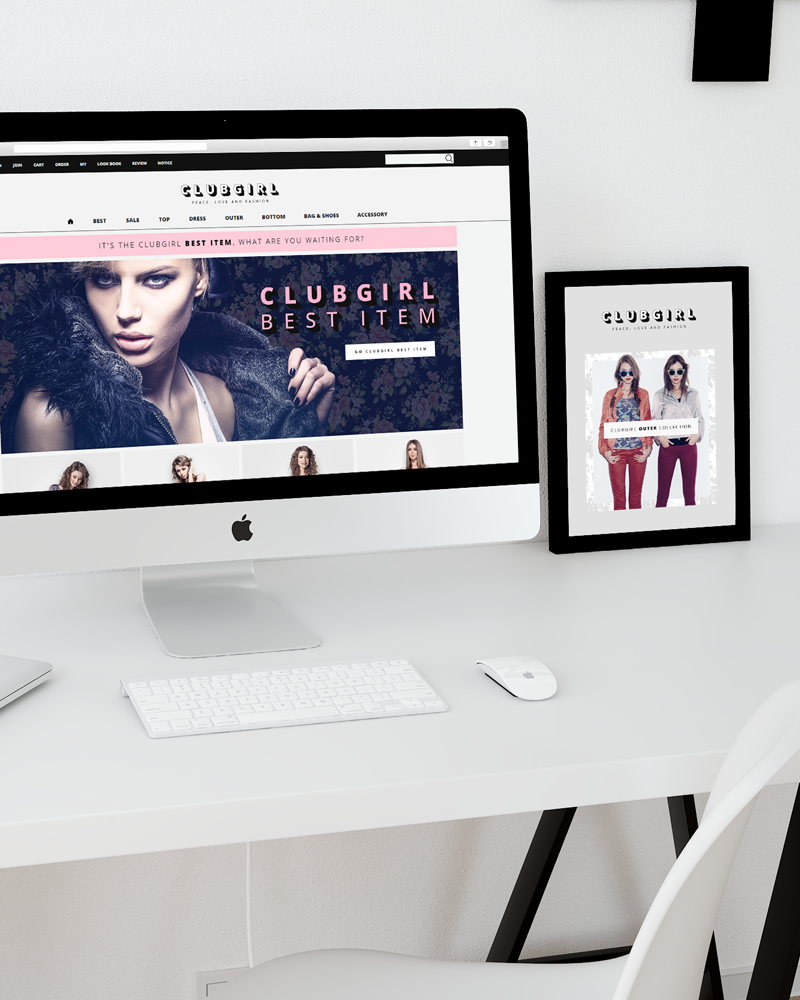 JOIN CART ORDER MY LOOK BOOK REVIEW NOTICE
CLUBGIRL
PEACE, LOVE AND FASHION
BEST SALE TOP DRESS OUTER BOTTOM BAG & SHOES ACCESSORY
IT'S THE CLUBGIRL BEST ITEM, WHAT ARE YOU WAITING FOR?
CLUBGIRL
BEST ITEM
GO CLUBGIRL BEST ITEM
CLUBGIRL
PEACE, LOVE AND FASHION
CLUBGIRL OUTER COLLECTION